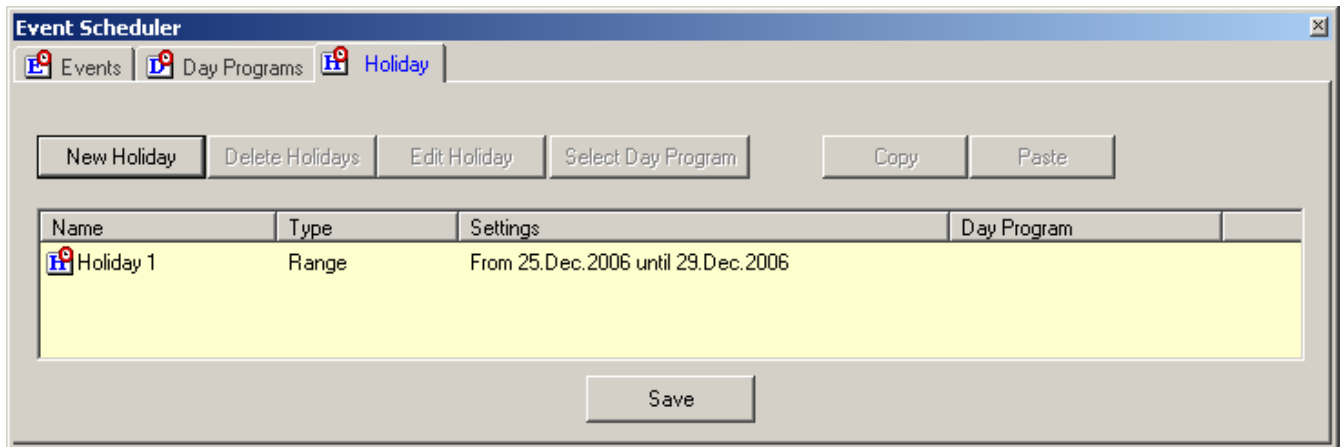 Event Scheduler
Events Day Programs Holiday
New Holiday Delete Holidays Edit Holiday Select Day Program Copy Paste
Name Type Settings Day Program
Holiday 1 Range From 25.Dec.2006 until 29.Dec.2006
Save